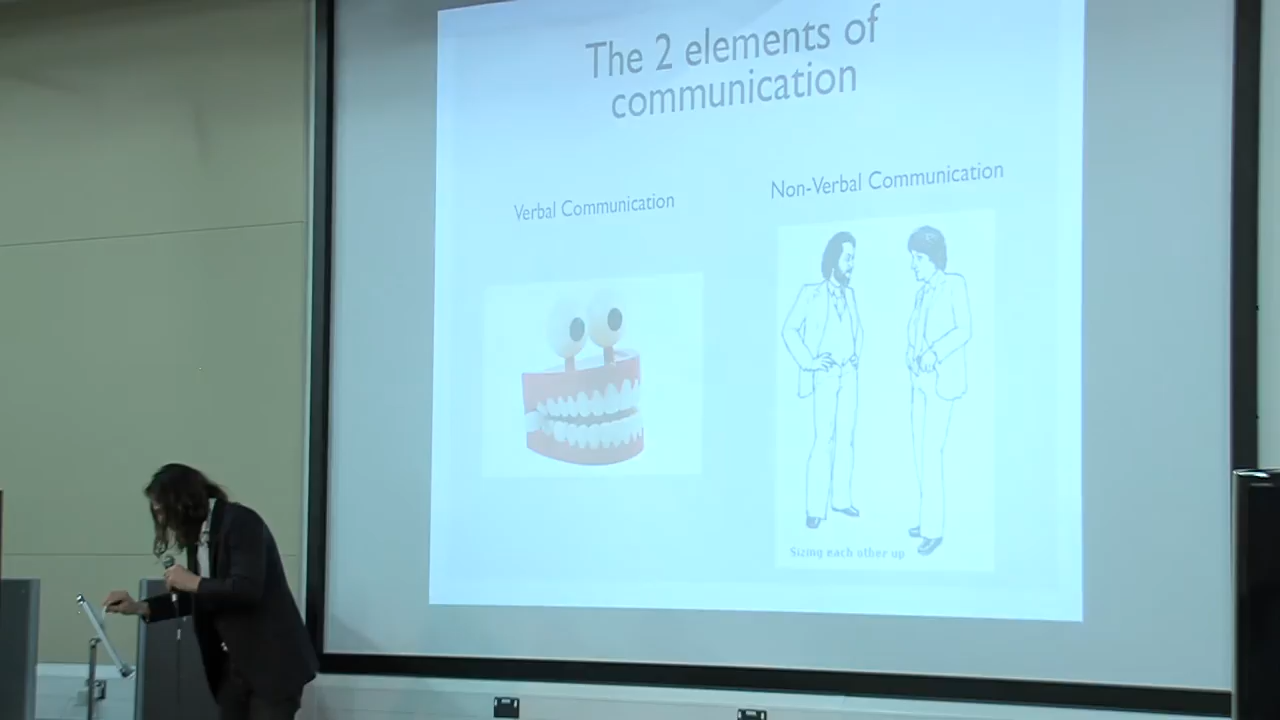 The 2 elements of
communication
Verbal Communication
Non-Verbal Communication
Sizing each other up